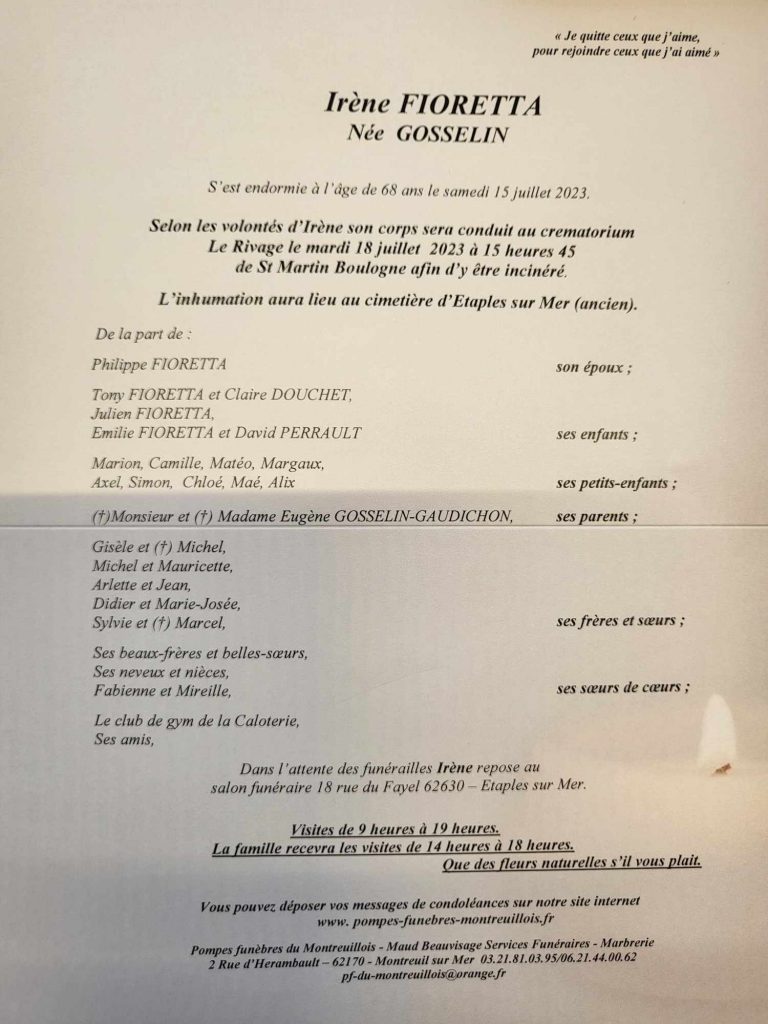 « Je quitte ceux que j'aime,
pour rejoindre ceux que j'ai aimé »
Irène FIORETTA
Née GOSSELIN
S'est endormie à l'âge de 68 ans le samedi 15 juillet 2023.
Selon les volontés d'Irène son corps sera conduit au crematorium
Le Rivage le mardi 18 juillet 2023 à 15 heures 45
de St Martin Boulogne afin d'y être incinéré.
L'inhumation aura lieu au cimetière d'Etaples sur Mer (ancien).
De la part de :
Philippe FIORETTA son époux ;
Tony FIORETTA et Claire DOUCHET,
Julien FIORETTA,
Emilie FIORETTA et David PERRAULT ses enfants ;
Marion, Camille, Matéo, Margaux,
Axel, Simon, Chloé, Maé, Alix ses petits-enfants ;
(†)Monsieur et (†) Madame Eugène GOSSELIN-GAUDICHON, ses parents ;
Gisèle et (†) Michel,
Michel et Mauricette,
Arlette et Jean,
Didier et Marie-Josée,
Sylvie et (†) Marcel, ses frères et sœurs ;
Ses beaux-frères et belles-sœurs,
Ses neveux et nièces,
Fabienne et Mireille, ses sœurs de cœurs ;
Le club de gym de la Caloterie,
Ses amis,
Dans l'attente des funérailles Irène repose au
salon funéraire 18 rue du Fayel 62630 – Etaples sur Mer.
Visites de 9 heures à 19 heures.
La famille recevra les visites de 14 heures à 18 heures.
Que des fleurs naturelles s'il vous plait.
Vous pouvez déposer vos messages de condoléances sur notre site internet
www. pompes-funebres-montreuillois.fr
Pompes funèbres du Montreuillois - Maud Beauvisage Services Funéraires - Marbrerie
2 Rue d'Herambault – 62170 - Montreuil sur Mer 03.21.81.03.95/06.21.44.00.62
pf-du-montreuillois@orange.fr